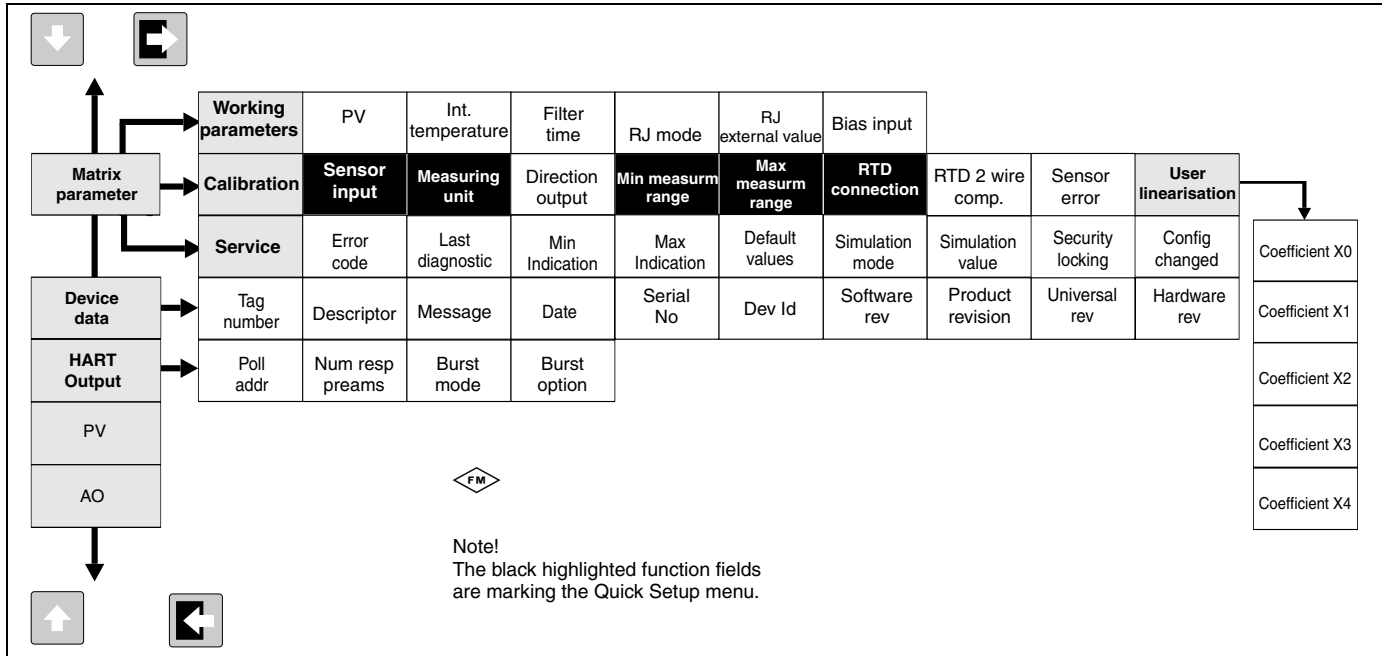 Working
parameters
PV
Int.
temperature
Filter
time
RJ mode
RJ
external value
Bias input
Matrix
parameter
Calibration
Sensor
input
Measuring
unit
Direction
output
Min measurm
range
Max
measurm
range
RTD
connection
RTD 2 wire
comp.
Sensor
error
User
linearisation
Service
Error
code
Last
diagnostic
Min
Indication
Max
Indication
Default
values
Simulation
mode
Simulation
value
Security
locking
Config
changed
Coefficient X0
Device
data
Tag
number
Descriptor
Message
Date
Serial
No
Dev Id
Software
rev
Product
revision
Universal
rev
Hardware
rev
Coefficient X1
HART
Output
Poll
addr
Num resp
preams
Burst
mode
Burst
option
Coefficient X2
PV
Coefficient X3
AO
Coefficient X4
FM
Note!
The black highlighted function fields
are marking the Quick Setup menu.